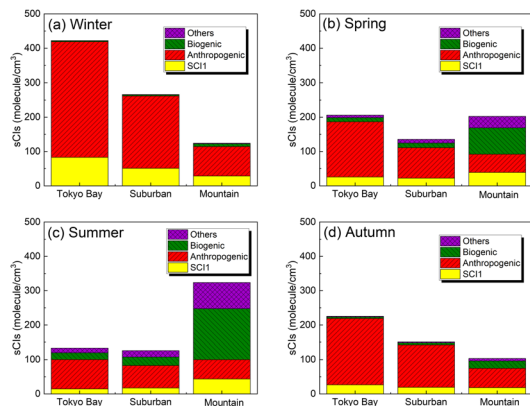 (a) Winter
Others
Biogenic
Anthropogenic
SCI1
sCIs (molecule/cm³)
500
400
300
200
100
0
Tokyo Bay Suburban Mountain
(b) Spring
Others
Biogenic
Anthropogenic
SCI1
sCIs (molecule/cm³)
500
400
300
200
100
0
Tokyo Bay Suburban Mountain
(c) Summer
Others
Biogenic
Anthropogenic
SCI1
sCIs (molecule/cm³)
500
400
300
200
100
0
Tokyo Bay Suburban Mountain
(d) Autumn
Others
Biogenic
Anthropogenic
SCI1
sCIs (molecule/cm³)
500
400
300
200
100
0
Tokyo Bay Suburban Mountain